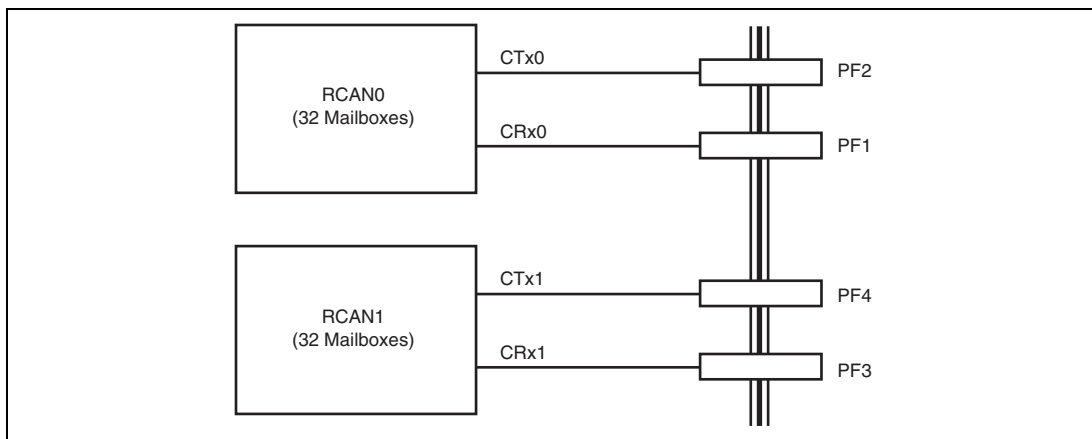 CTx0
PF2
RCAN0
(32 Mailboxes)
CRx0
PF1
CTx1
PF4
RCAN1
(32 Mailboxes)
CRx1
PF3